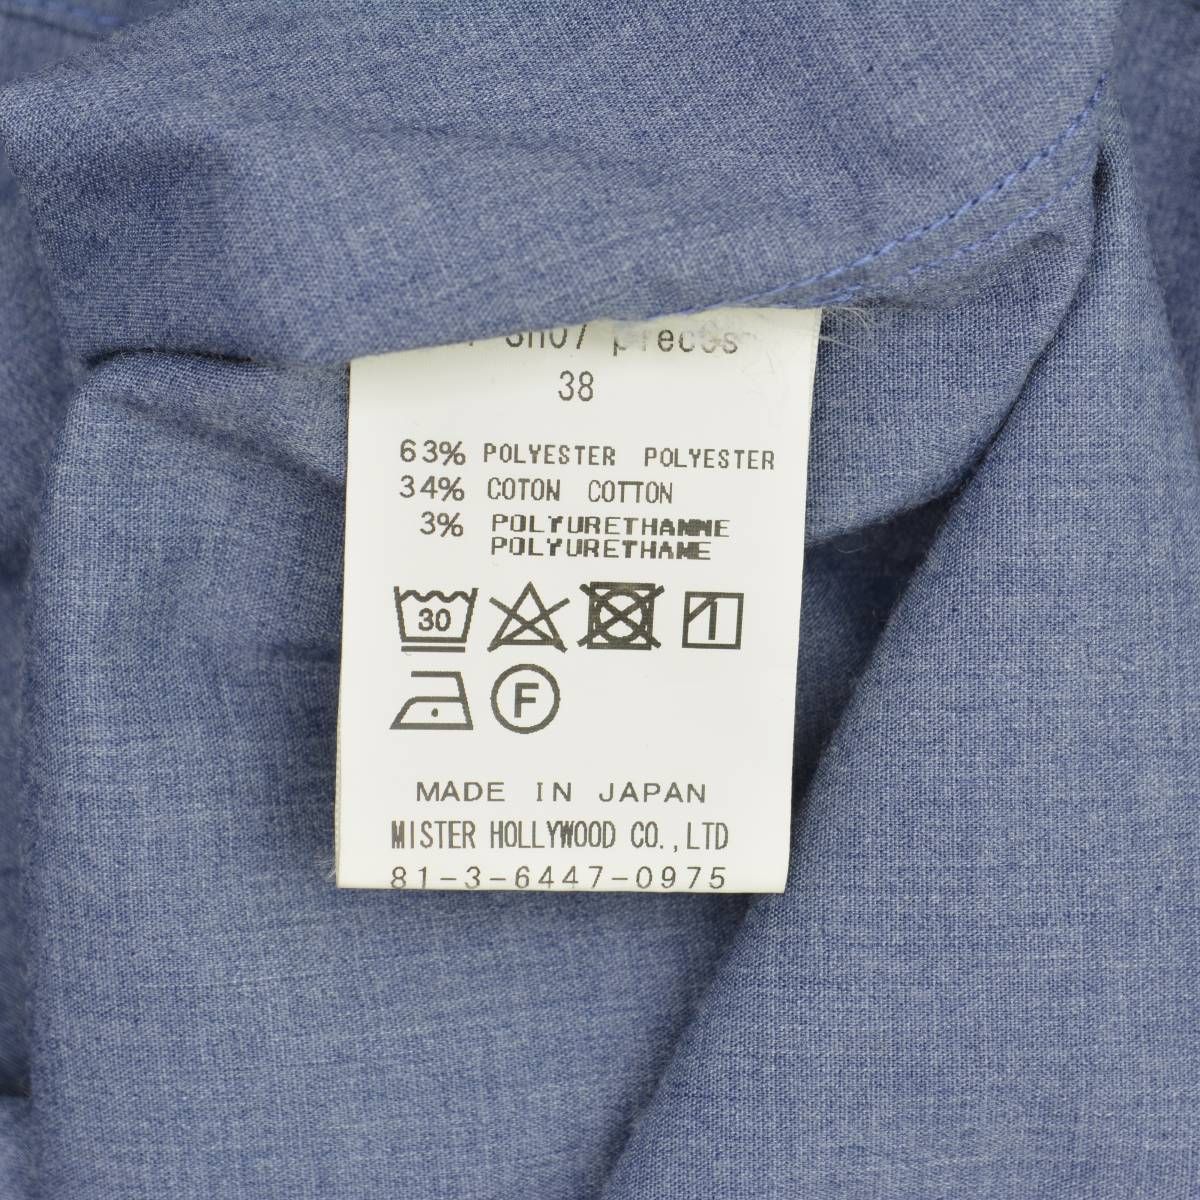 38
63% POLYESTER POLYESTER
34% COTON COTTON
3% POLYURETHANNE
POLYURETHANE
30
F
MADE IN JAPAN
MISTER HOLLYWOOD CO.,LTD
81-3-6447-0975